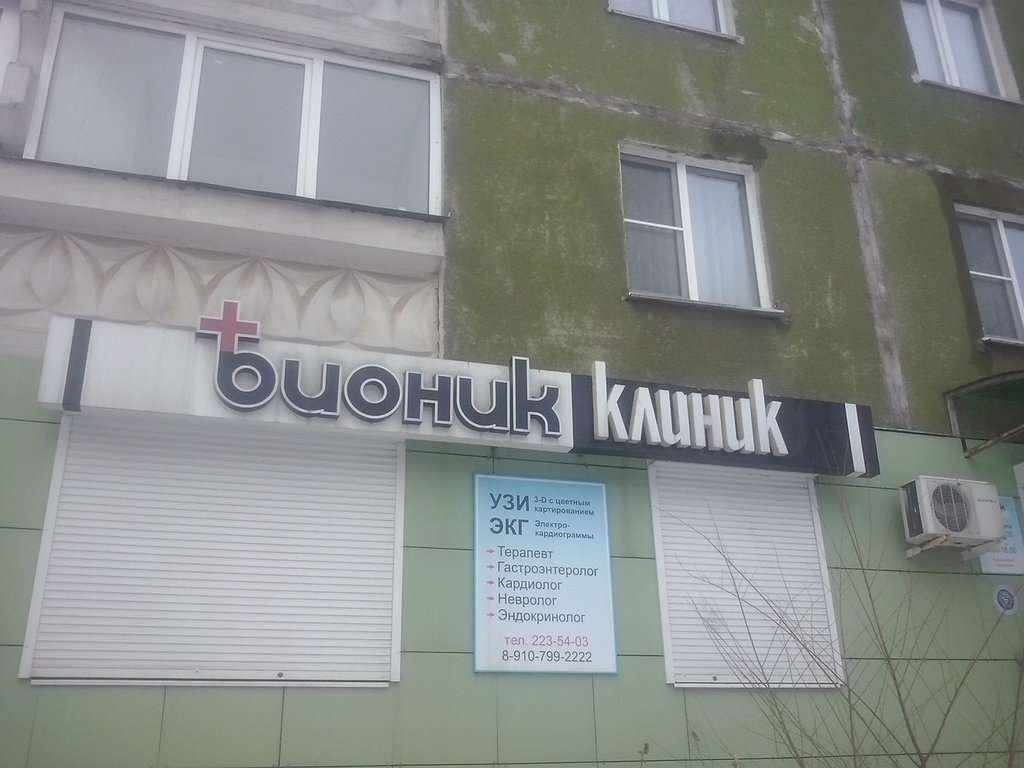 бионик клиник
УЗИ 3-D с цветным
картированием
ЭКГ Электро-
кардиограммы
Терапевт
Гастроэнтеролог
Кардиолог
Невролог
Эндокринолог
тел. 223-54-03
8-910-799-2222